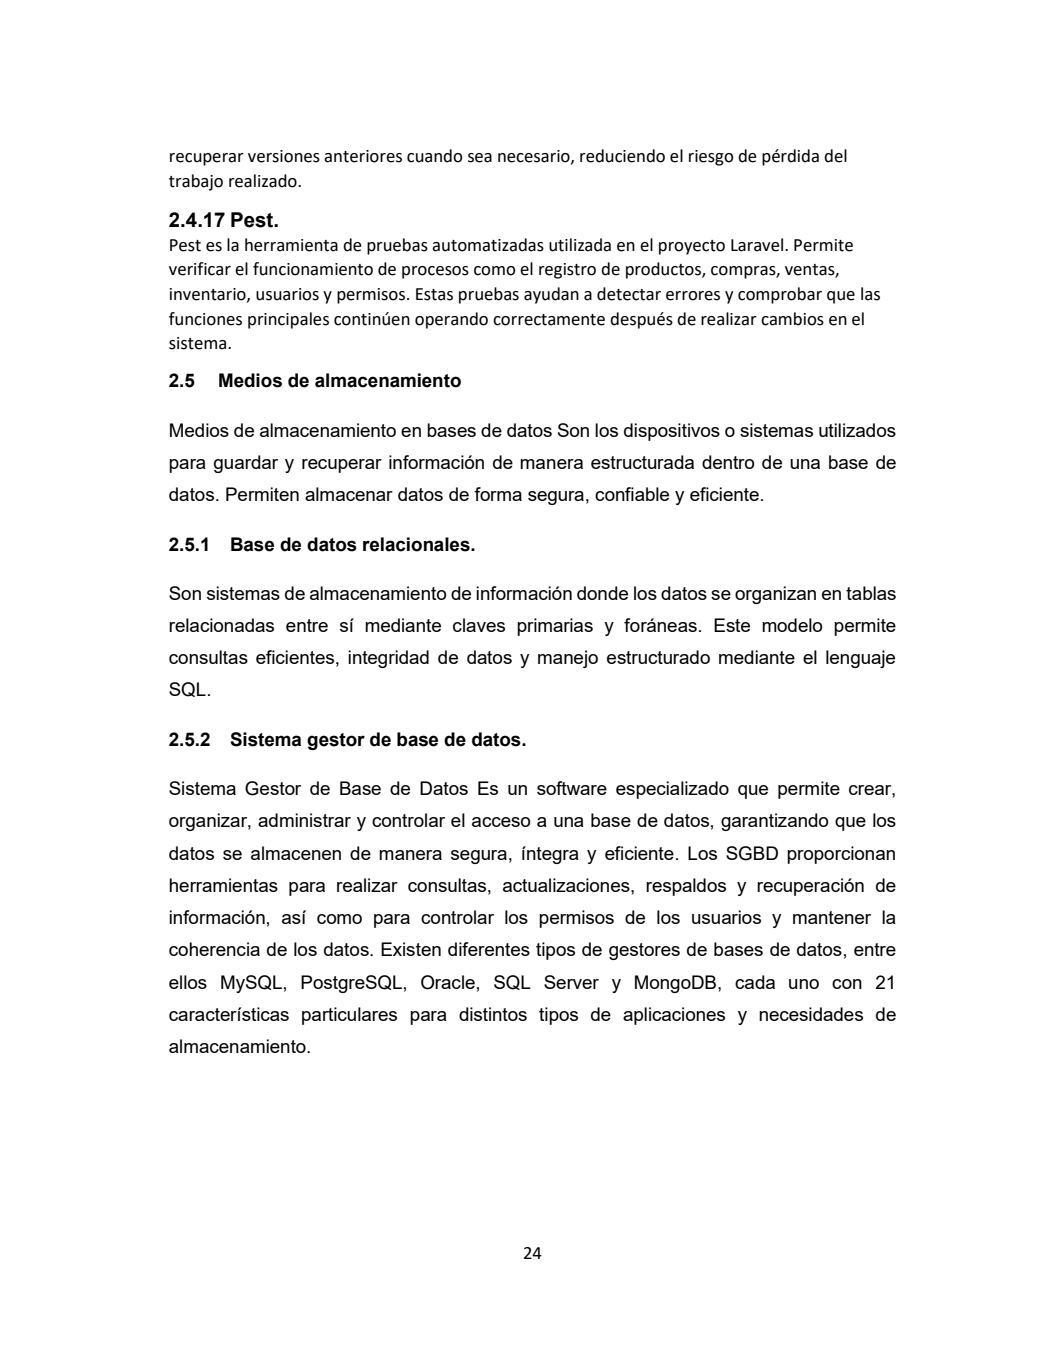 recuperar versiones anteriores cuando sea necesario, reduciendo el riesgo de pérdida del
trabajo realizado.
2.4.17 Pest.
Pest es la herramienta de pruebas automatizadas utilizada en el proyecto Laravel. Permite
verificar el funcionamiento de procesos como el registro de productos, compras, ventas,
inventario, usuarios y permisos. Estas pruebas ayudan a detectar errores y comprobar que las
funciones principales continúen operando correctamente después de realizar cambios en el
sistema.
2.5 Medios de almacenamiento
Medios de almacenamiento en bases de datos Son los dispositivos o sistemas utilizados
para guardar y recuperar información de manera estructurada dentro de una base de
datos. Permiten almacenar datos de forma segura, confiable y eficiente.
2.5.1 Base de datos relacionales.
Son sistemas de almacenamiento de información donde los datos se organizan en tablas
relacionadas entre sí mediante claves primarias y foráneas. Este modelo permite
consultas eficientes, integridad de datos y manejo estructurado mediante el lenguaje
SQL.
2.5.2 Sistema gestor de base de datos.
Sistema Gestor de Base de Datos Es un software especializado que permite crear,
organizar, administrar y controlar el acceso a una base de datos, garantizando que los
datos se almacenen de manera segura, íntegra y eficiente. Los SGBD proporcionan
herramientas para realizar consultas, actualizaciones, respaldos y recuperación de
información, así como para controlar los permisos de los usuarios y mantener la
coherencia de los datos. Existen diferentes tipos de gestores de bases de datos, entre
ellos MySQL, PostgreSQL, Oracle, SQL Server y MongoDB, cada uno con 21
características particulares para distintos tipos de aplicaciones y necesidades de
almacenamiento.
24